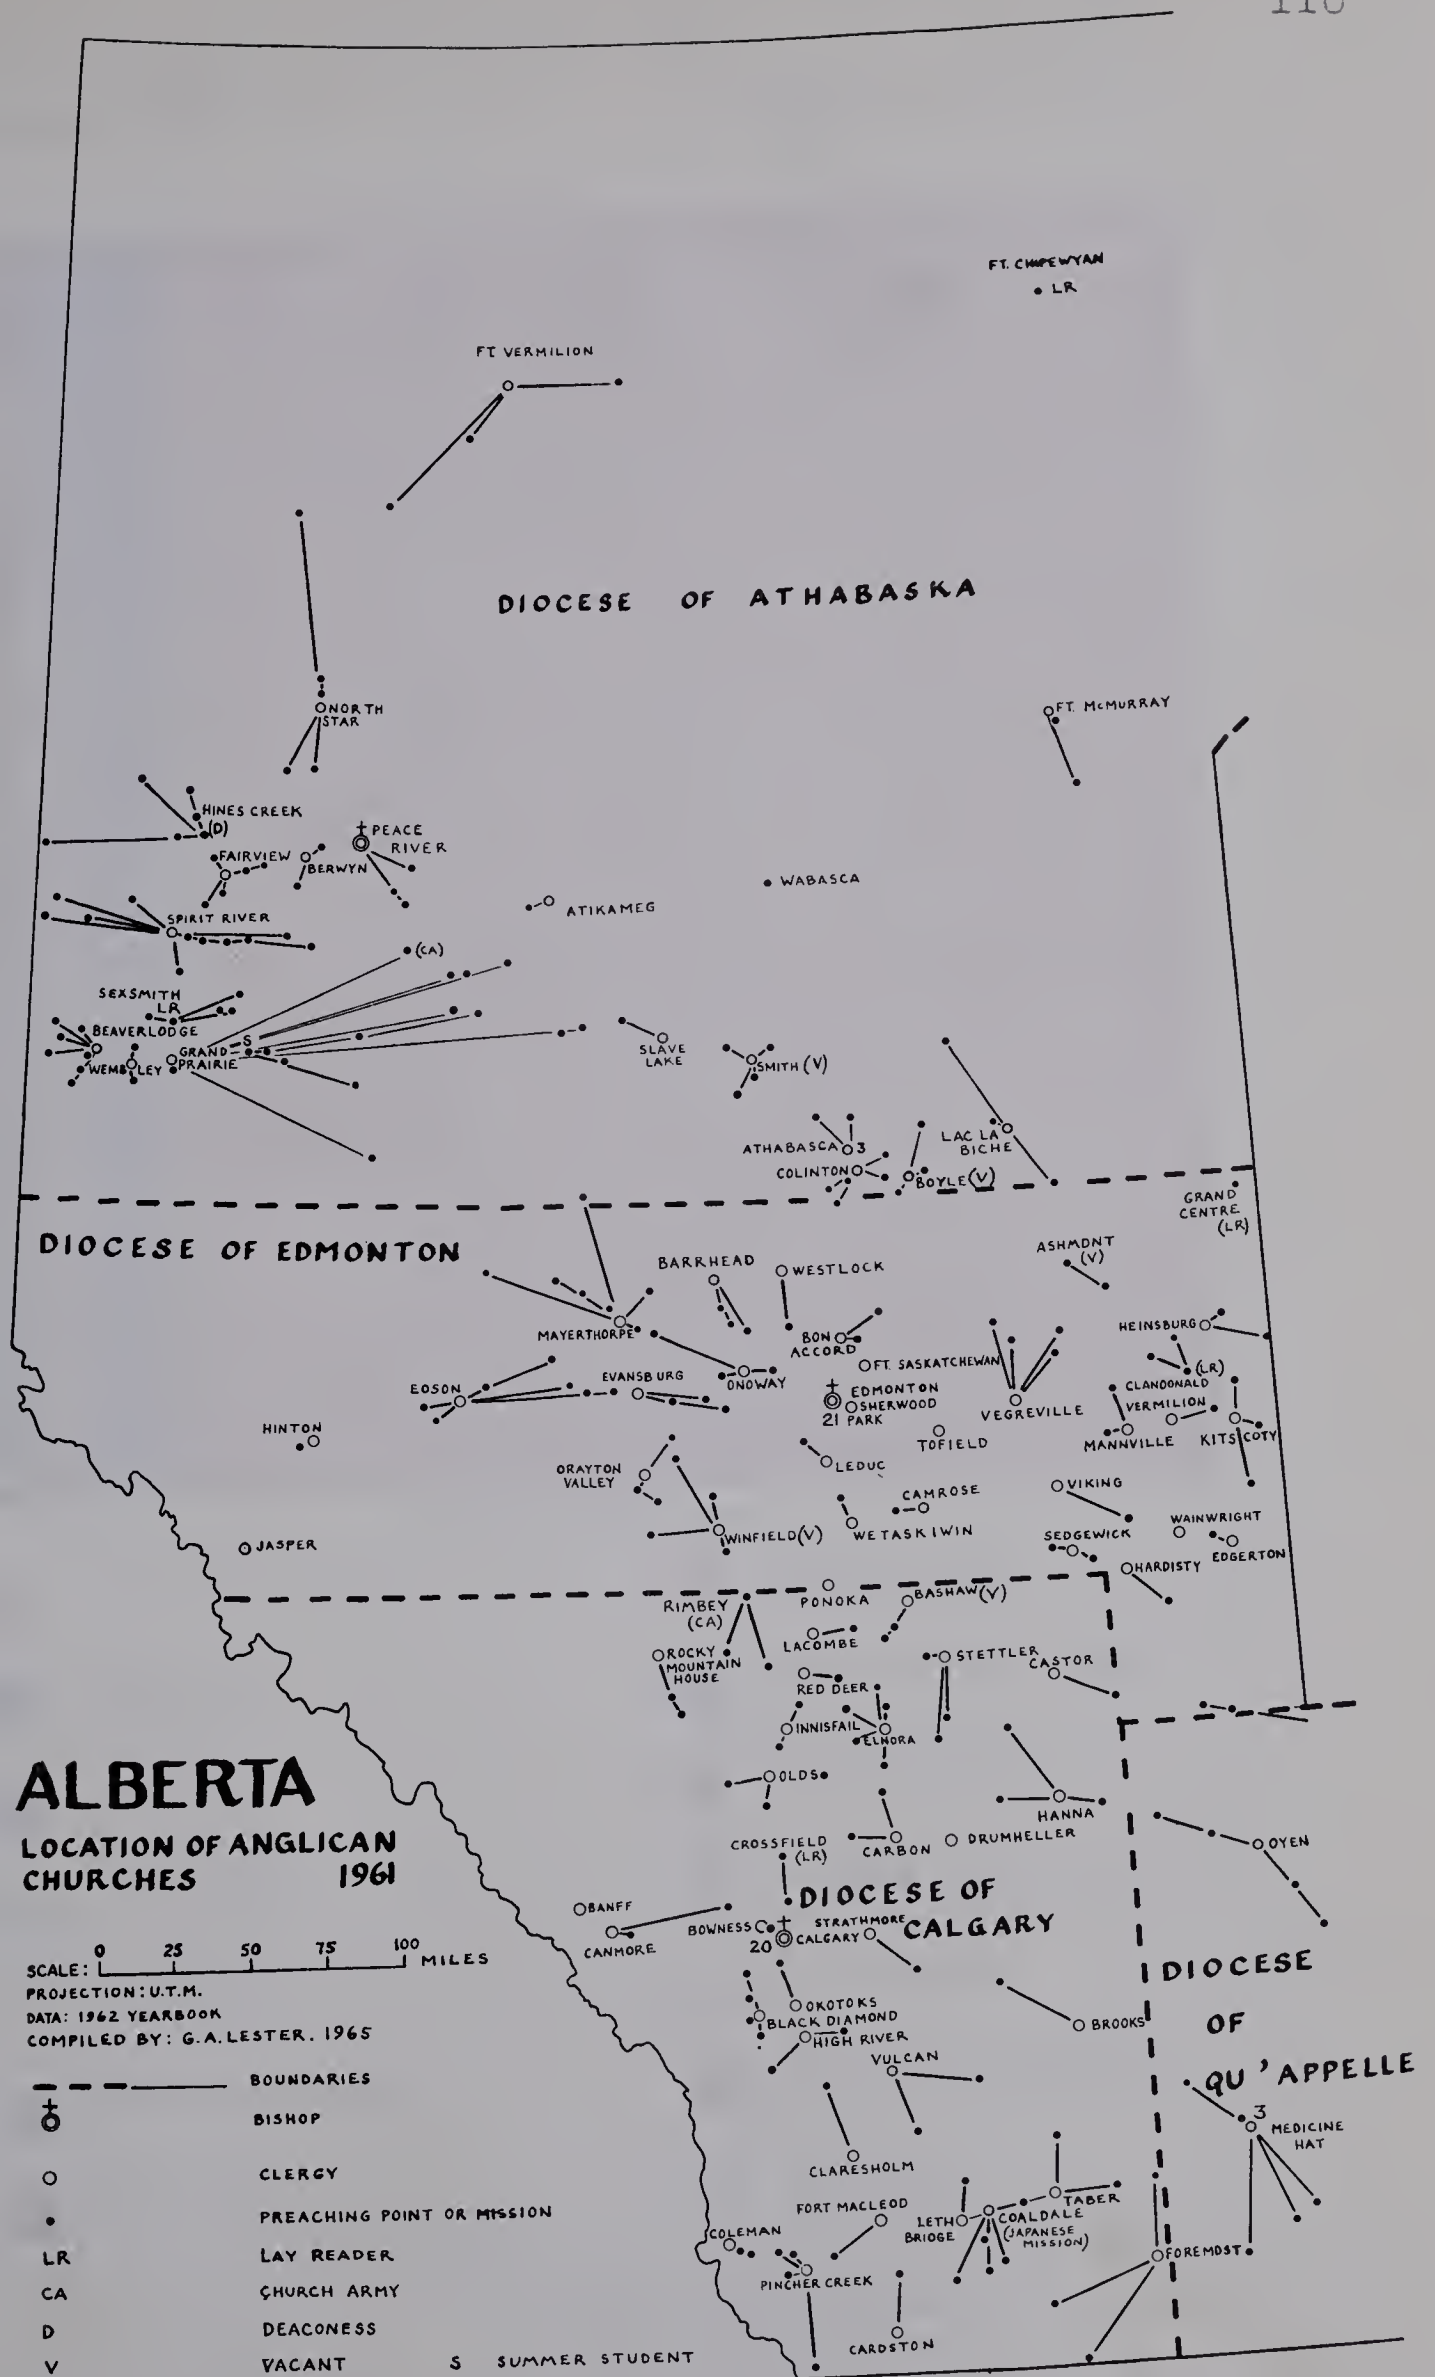 110
FT. CHIPEWYAN
LR
FT VERMILION
DIOCESE OF ATHABASKA
NORTH
STAR
FT. McMURRAY
HINES CREEK
(D)
PEACE
RIVER
FAIRVIEW
BERWYN
WABASCA
ATIKAMEG
SPIRIT RIVER
(CA)
SEXSMITH
LR
BEAVERLODGE
S
GRAND
PRAIRIE
WEMBLEY
SLAVE
LAKE
SMITH (V)
ATHABASCA 3
LAC LA
BICHE
COLINTON
BOYLE (V)
GRAND
CENTRE
(LR)
DIOCESE OF EDMONTON
ASHMONT
(V)
BARRHEAD
WESTLOCK
MAYERTHORPE
BON
ACCORD
HEINSBURG
FT. SASKATCHEWAN
(LR)
EDSON
EVANSBURG
ONOWAY
EDMONTON
SHERWOOD
21 PARK
CLANDONALD
VERMILION
VEGREVILLE
HINTON
TOFIELD
MANNVILLE
KITSCOTY
DRAYTON
VALLEY
LEDUC
CAMROSE
VIKING
WINFIELD (V)
WETASKIWIN
SEDGEWICK
WAINWRIGHT
JASPER
EDGERTON
HARDISTY
RIMBEY
(CA)
PONOKA
BASHAW (V)
LACOMBE
ROCKY
MOUNTAIN
HOUSE
STETTLER
CASTOR
RED DEER
INNISFAIL
ELNORA
ALBERTA
OLDS
HANNA
LOCATION OF ANGLICAN
CHURCHES 1961
CROSSFIELD
(LR)
CARBON
DRUMHELLER
OYEN
DIOCESE OF
CALGARY
BANFF
CANMORE
BOWNESS
STRATHMORE
20
CALGARY
SCALE: 0 25 50 75 100 MILES
PROJECTION: U.T.M.
DATA: 1962 YEARBOOK
COMPILED BY: G.A. LESTER. 1965
DIOCESE
OF
QU'APPELLE
OKOTOKS
BLACK DIAMOND
HIGH RIVER
BROOKS
VULCAN
3
MEDICINE
HAT
CLARESHOLM
FORT MACLEOD
TABER
LETH
BRIDGE
COALDALE
(JAPANESE
MISSION)
COLEMAN
FOREMOST
PINCHER CREEK
CARDSTON
BOUNDARIES
BISHOP
CLERGY
PREACHING POINT OR MISSION
LR LAY READER
CA CHURCH ARMY
D DEACONESS
V VACANT S SUMMER STUDENT